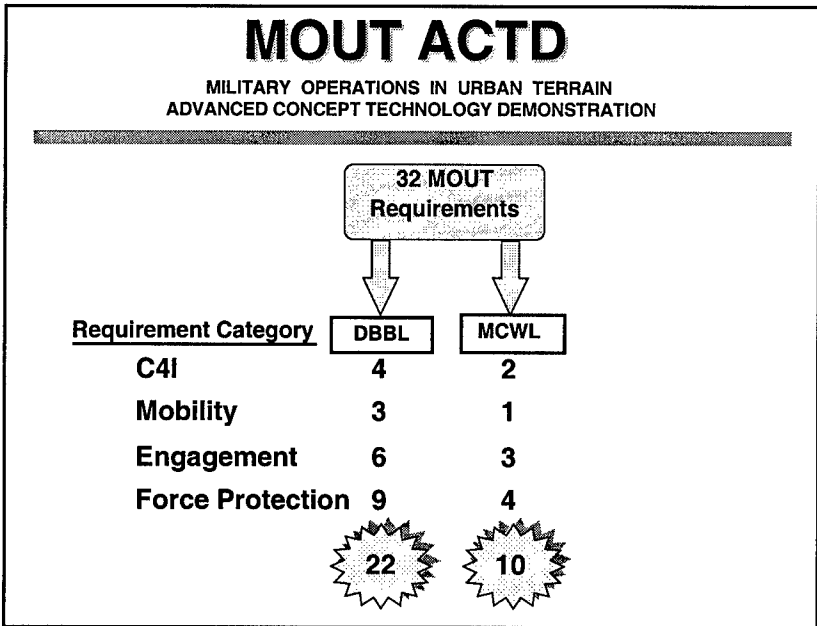 MOUT ACTD
MILITARY OPERATIONS IN URBAN TERRAIN
ADVANCED CONCEPT TECHNOLOGY DEMONSTRATION
32 MOUT
Requirements
Requirement Category DBBL MCWL
C4I 4 2
Mobility 3 1
Engagement 6 3
Force Protection 9 4
22 10